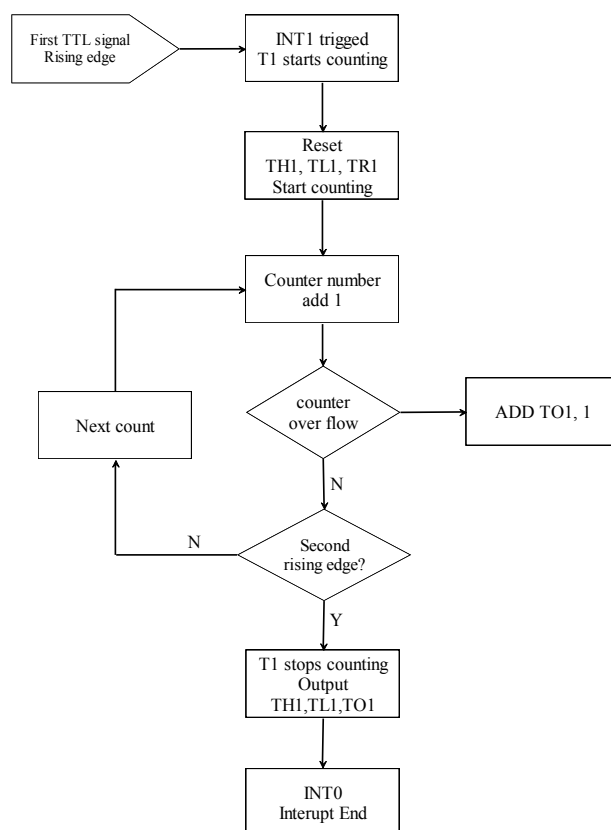 First TTL signal
Rising edge
INT1 trigged
T1 starts counting
Reset
TH1, TL1, TR1
Start counting
Counter number
add 1
counter
over flow
ADD TO1, 1
Next count
N
N
Second
rising edge?
Y
T1 stops counting
Output
TH1,TL1,TO1
INT0
Interupt End